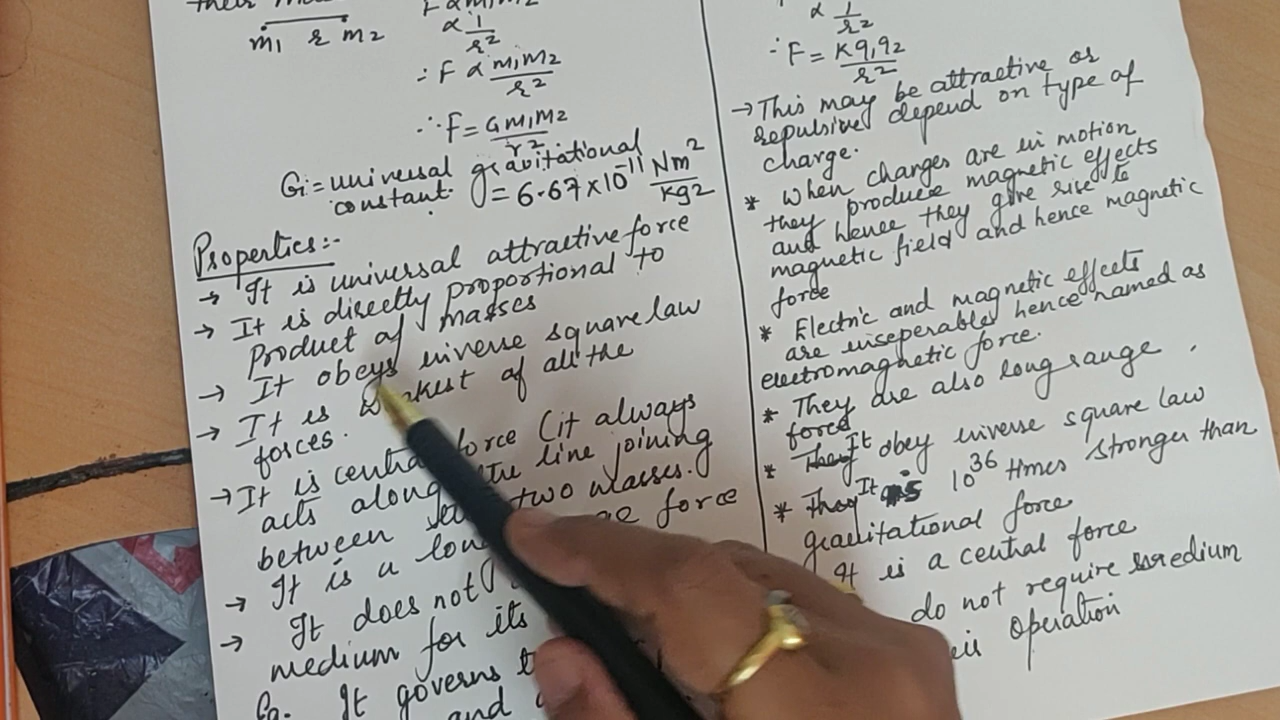 m1 r m2
∝ 1/r²
∴ F ∝ m1m2/r²
∴ F = Gm1m2/r²
G = universal gravitational
constant. = 6.67×10⁻¹¹ Nm²/kg2
Properties:-
→ It is universal attractive force
→ It is directly proportional to
Product of masses
→ It obeys inverse square law
→ It is weakest of all the
forces.
→ It is central force (it always
acts along the line joining
between two masses.
→ It is a long force
→ It does not
medium for its
It governs
and
∝ 1/r²
∴ F = Kq1q2/r²
→ This may be attractive or
repulsive depend on type of
charge.
* When charges are in motion
they produce magnetic effects
and hence they give rise to
magnetic field and hence magnetic
force
* Electric and magnetic effects
are inseperable hence named as
electromagnetic force.
* They are also long range
force
* It obey inverse square law
* It is 10³⁶ times stronger than
gravitational force
It is a central force
do not require medium
operation